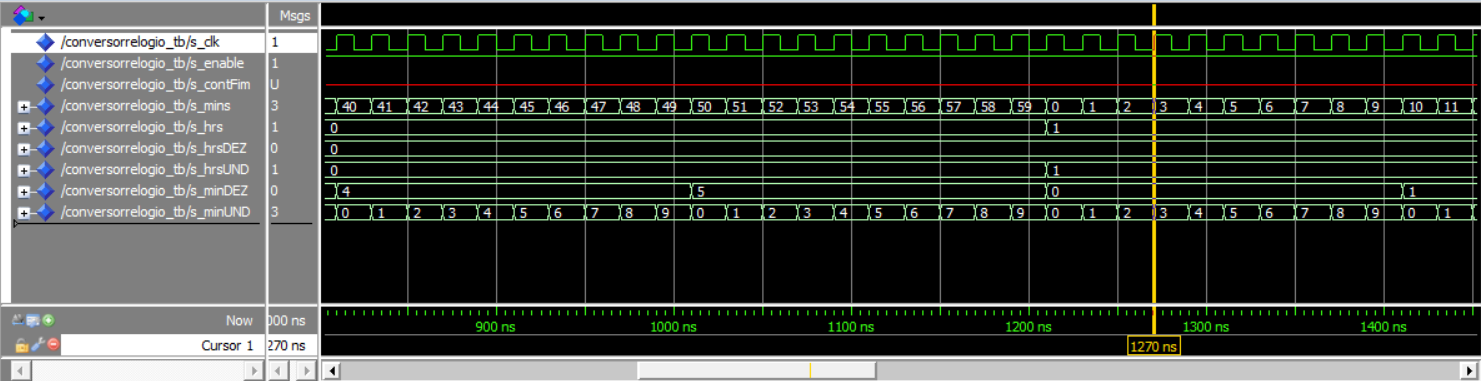 Msgs
/conversorrelogio_tb/s_clk 1
/conversorrelogio_tb/s_enable 1
/conversorrelogio_tb/s_contFim U
/conversorrelogio_tb/s_mins 3 40 41 42 43 44 45 46 47 48 49 50 51 52 53 54 55 56 57 58 59 0 1 2 3 4 5 6 7 8 9 10 11
/conversorrelogio_tb/s_hrs 1 0 1
/conversorrelogio_tb/s_hrsDEZ 0 0
/conversorrelogio_tb/s_hrsUND 1 0 1
/conversorrelogio_tb/s_minDEZ 0 4 5 0 1
/conversorrelogio_tb/s_minUND 3 0 1 2 3 4 5 6 7 8 9 0 1 2 3 4 5 6 7 8 9 0 1 2 3 4 5 6 7 8 9 0 1
Now 000 ns 900 ns 1000 ns 1100 ns 1200 ns 1300 ns 1400 ns
Cursor 1 270 ns 1270 ns